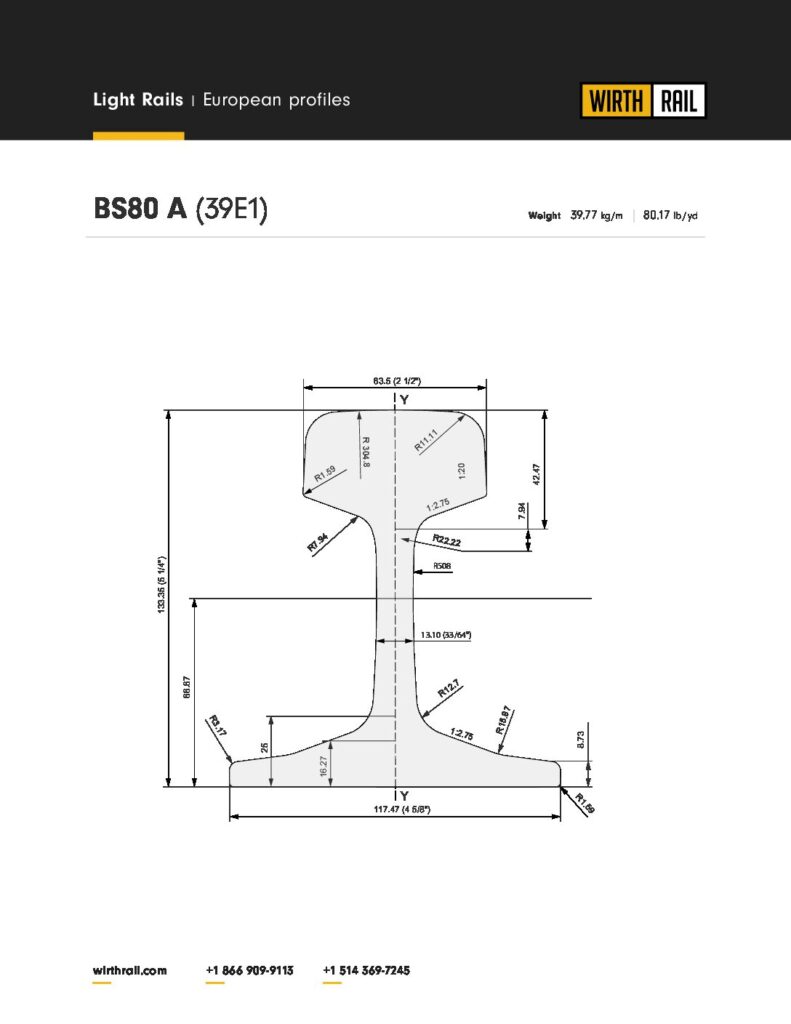 Light Rails | European profiles
WIRTH RAIL
BS80 A (39E1)
Weight 39,77 kg/m | 80,17 lb/yd
63.5 (2 1/2")
Y
R 304.8
R11.11
R1.59
1:20
42.47
1:2.75
7.94
R7.94
R22.22
R508
133.35 (5 1/4")
13.10 (33/64")
66.67
R12.7
R3.17
1:2.75
R15.87
25
8.73
16.27
Y
R1.59
117.47 (4 5/8")
wirthrail.com +1 866 909-9113 +1 514 369-7245